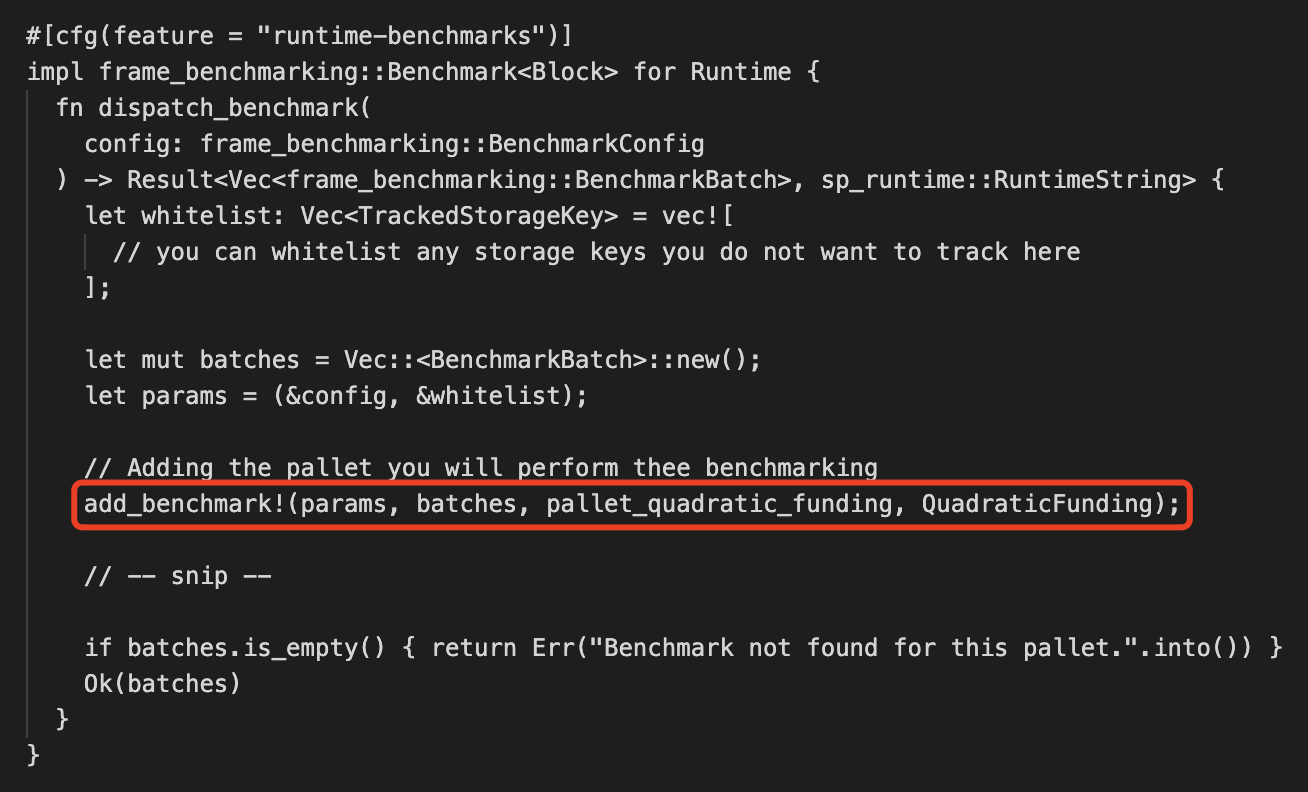 #[cfg(feature = "runtime-benchmarks")]
impl frame_benchmarking::Benchmark<Block> for Runtime {
fn dispatch_benchmark(
config: frame_benchmarking::BenchmarkConfig
) -> Result<Vec<frame_benchmarking::BenchmarkBatch>, sp_runtime::RuntimeString> {
let whitelist: Vec<TrackedStorageKey> = vec![
// you can whitelist any storage keys you do not want to track here
];
let mut batches = Vec::<BenchmarkBatch>::new();
let params = (&config, &whitelist);
// Adding the pallet you will perform thee benchmarking
add_benchmark!(params, batches, pallet_quadratic_funding, QuadraticFunding);
// -- snip --
if batches.is_empty() { return Err("Benchmark not found for this pallet.".into()) }
Ok(batches)
}
}